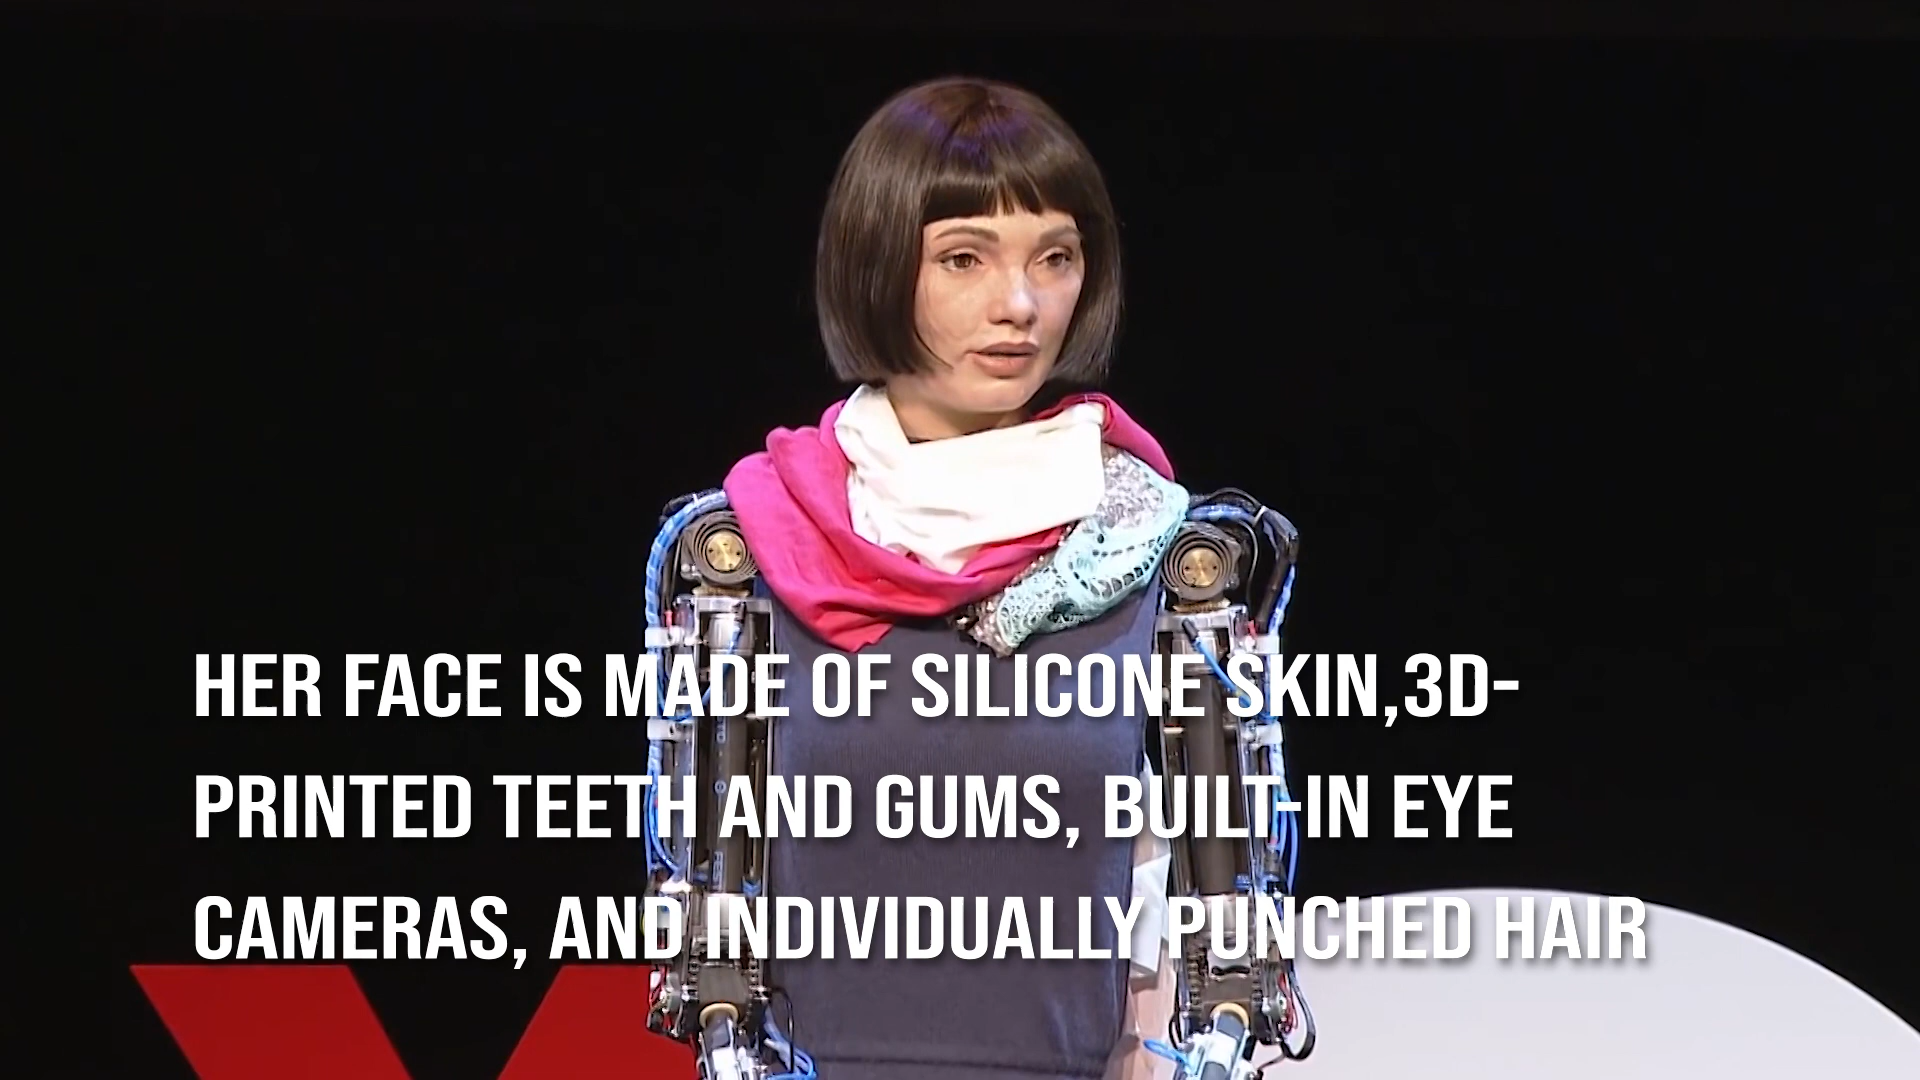 HER FACE IS MADE OF SILICONE SKIN,3D-
PRINTED TEETH AND GUMS, BUILT-IN EYE
CAMERAS, AND INDIVIDUALLY PUNCHED HAIR